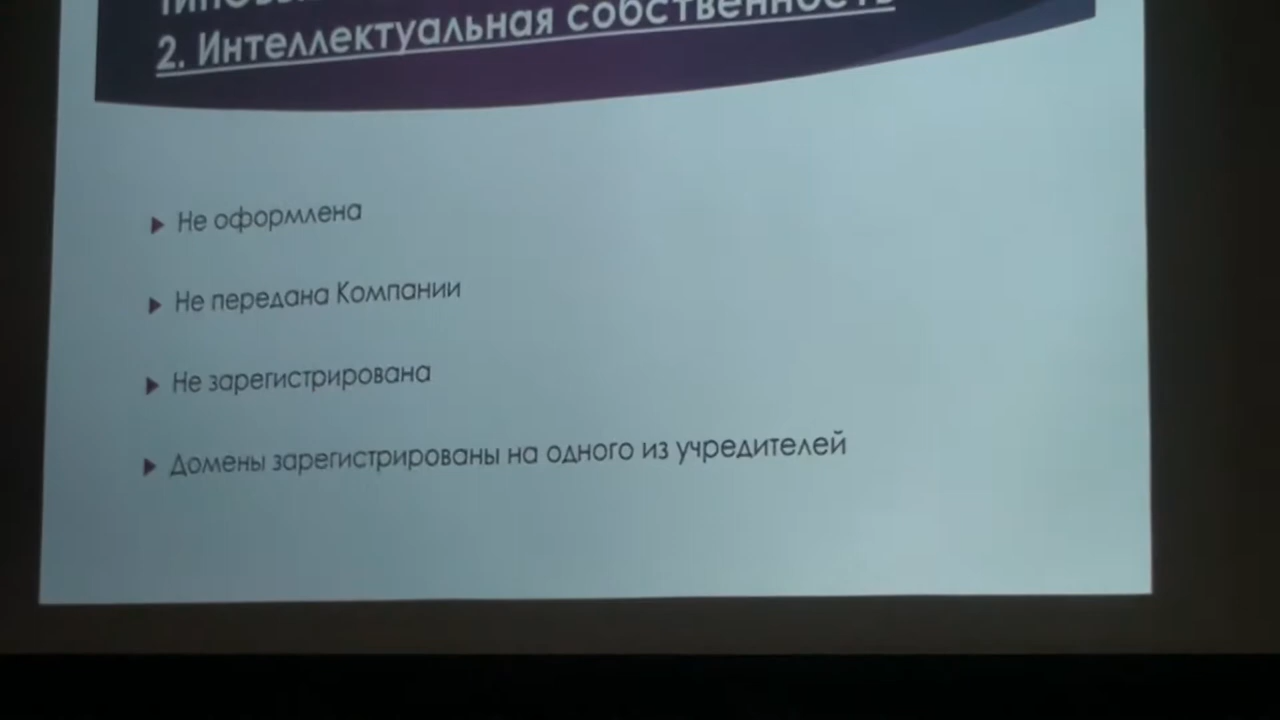 2. Интеллектуальная собственность
Не оформлена
Не передана Компании
Не зарегистрирована
Домены зарегистрированы на одного из учредителей